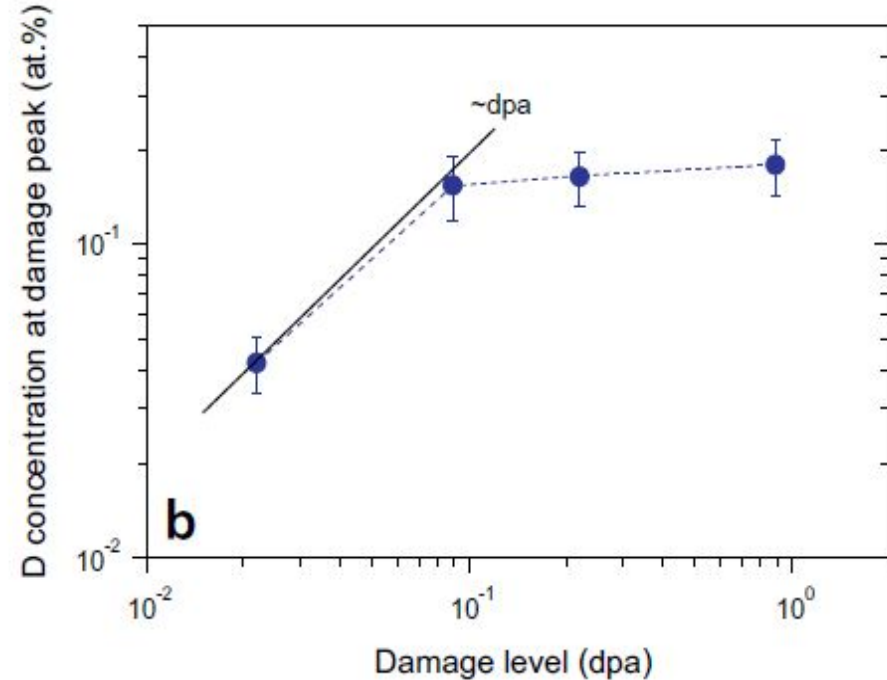 D concentration at damage peak (at.%)
~dpa
10⁻¹
10⁻²
b
10⁻² 10⁻¹ 10⁰
Damage level (dpa)